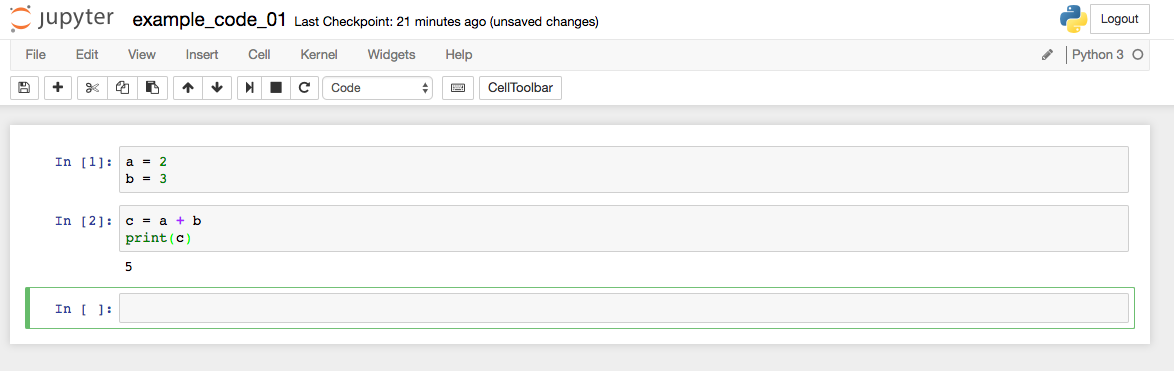 jupyter example_code_01 Last Checkpoint: 21 minutes ago (unsaved changes) Logout
File Edit View Insert Cell Kernel Widgets Help Python 3
Code CellToolbar
In [1]: a = 2
b = 3
In [2]: c = a + b
print(c)
5
In [ ]: